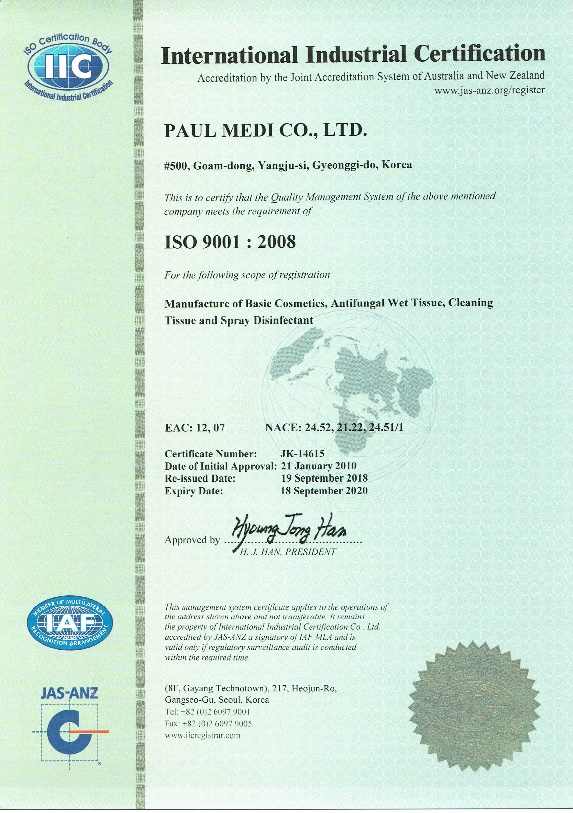 ISO Certification Body
IIC
International Industrial Certification
International Industrial Certification
Accreditation by the Joint Accreditation System of Australia and New Zealand
www.jas-anz.org/register
PAUL MEDI CO., LTD.
#500, Goam-dong, Yangju-si, Gyeonggi-do, Korea
This is to certify that the Quality Management System of the above mentioned
company meets the requirement of
ISO 9001 : 2008
For the following scope of registration
Manufacture of Basic Cosmetics, Antifungal Wet Tissue, Cleaning
Tissue and Spray Disinfectant
EAC: 12, 07 NACE: 24.52, 21.22, 24.51/1
Certificate Number: JK-14615
Date of Initial Approval: 21 January 2010
Re-issued Date: 19 September 2018
Expiry Date: 18 September 2020
Hyoung Jong Han
Approved by
H. J. HAN, PRESIDENT
MEMBER OF MULTILATERAL
IAF
RECOGNITION ARRANGEMENT
This management system certificate applies to the operations of
the address shown above and not transferable. It remains
the property of International Industrial Certification Co., Ltd.
accredited by JAS-ANZ a signatory of IAF MLA and is
valid only if regulatory surveillance audit is conducted
within the required time.
JAS-ANZ
(8F, Gayang Technotown), 217, Heojun-Ro,
Gangseo-Gu, Seoul, Korea
Tel: +82 (0)2 6097 9001
Fax: +82 (0)2 6097 9005
www.iicregistrar.com